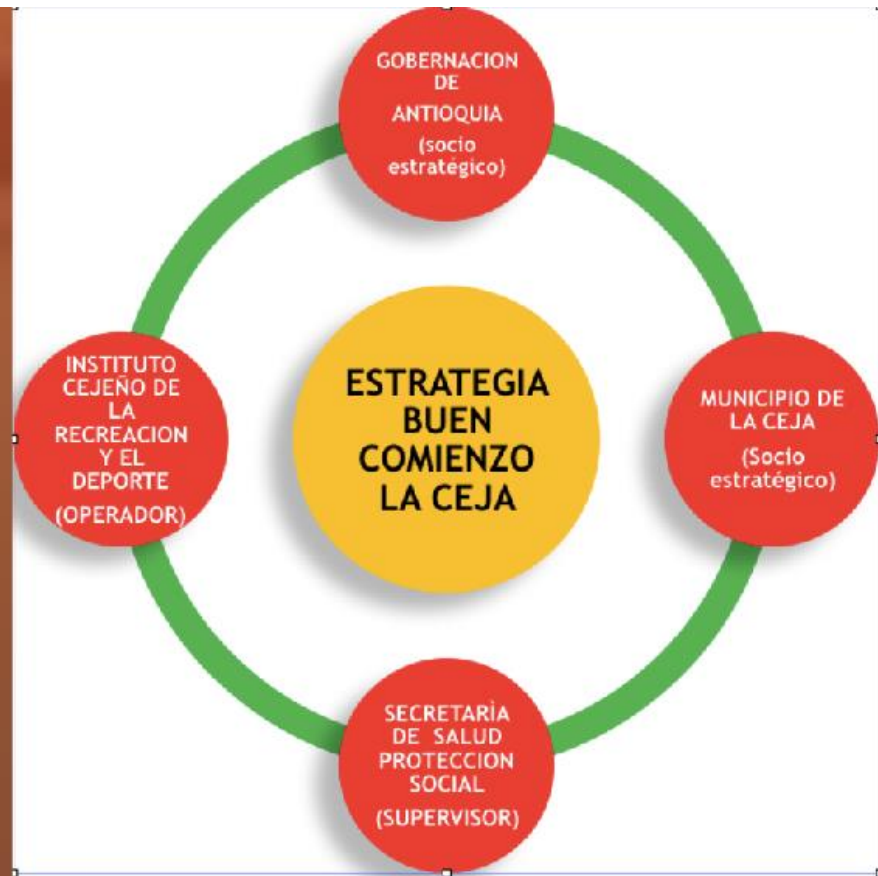 GOBERNACION
DE
ANTIOQUIA
(socio
estratégico)
INSTITUTO
CEJEÑO DE
LA
RECREACION
Y EL
DEPORTE
(OPERADOR)
ESTRATEGIA
BUEN
COMIENZO
LA CEJA
MUNICIPIO DE
LA CEJA
(Socio
estratégico)
SECRETARÌA
DE SALUD
PROTECCION
SOCIAL
(SUPERVISOR)